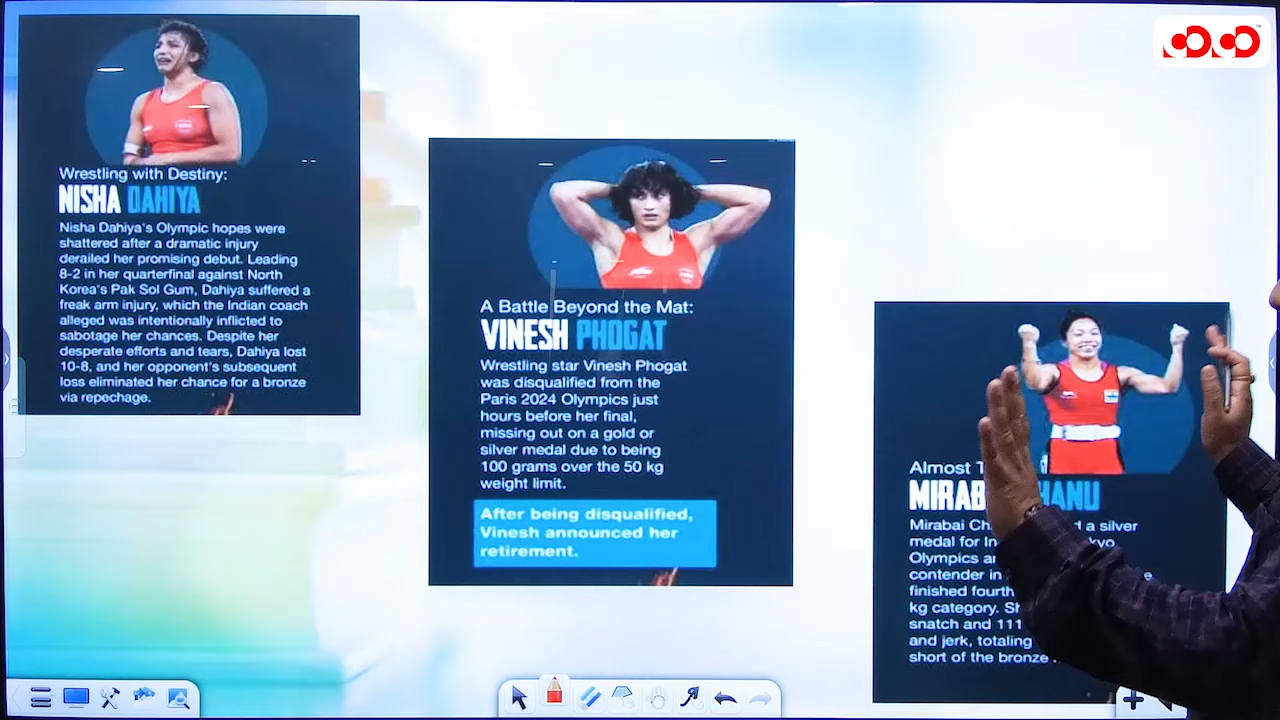 Wrestling with Destiny:
NISHA DAHIYA
Nisha Dahiya's Olympic hopes were
shattered after a dramatic injury
derailed her promising debut. Leading
8-2 in her quarterfinal against North
Korea's Pak Sol Gum, Dahiya suffered a
freak arm injury, which the Indian coach
alleged was intentionally inflicted to
sabotage her chances. Despite her
desperate efforts and tears, Dahiya lost
10-8, and her opponent's subsequent
loss eliminated her chance for a bronze
via repechage.
A Battle Beyond the Mat:
VINESH PHOGAT
Wrestling star Vinesh Phogat
was disqualified from the
Paris 2024 Olympics just
hours before her final,
missing out on a gold or
silver medal due to being
100 grams over the 50 kg
weight limit.
After being disqualified,
Vinesh announced her
retirement.
Almost
MIRAB HANU
Mirabai a silver
medal for
Olympics
contender in
finished fourth
kg category.
snatch and 111
and jerk, totaling
short of the bronze